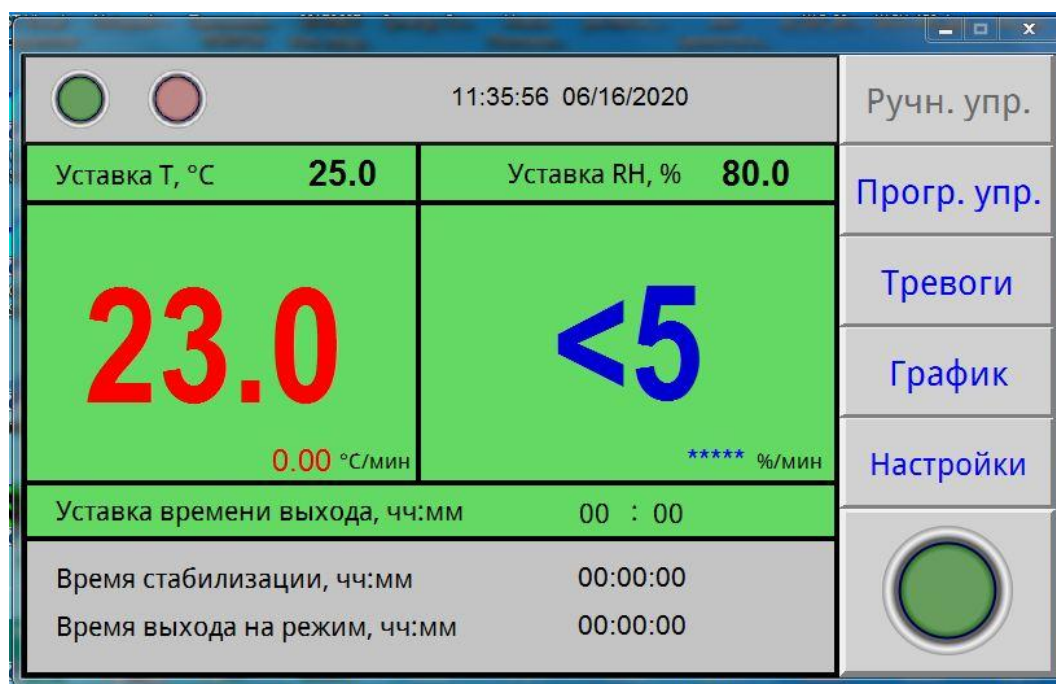 11:35:56 06/16/2020
Ручн. упр.
Уставка T, °C 25.0
Уставка RH, % 80.0
Прогр. упр.
23.0
<5
Тревоги
График
0.00 °C/мин
***** %/мин
Настройки
Уставка времени выхода, чч:мм 00 : 00
Время стабилизации, чч:мм 00:00:00
Время выхода на режим, чч:мм 00:00:00